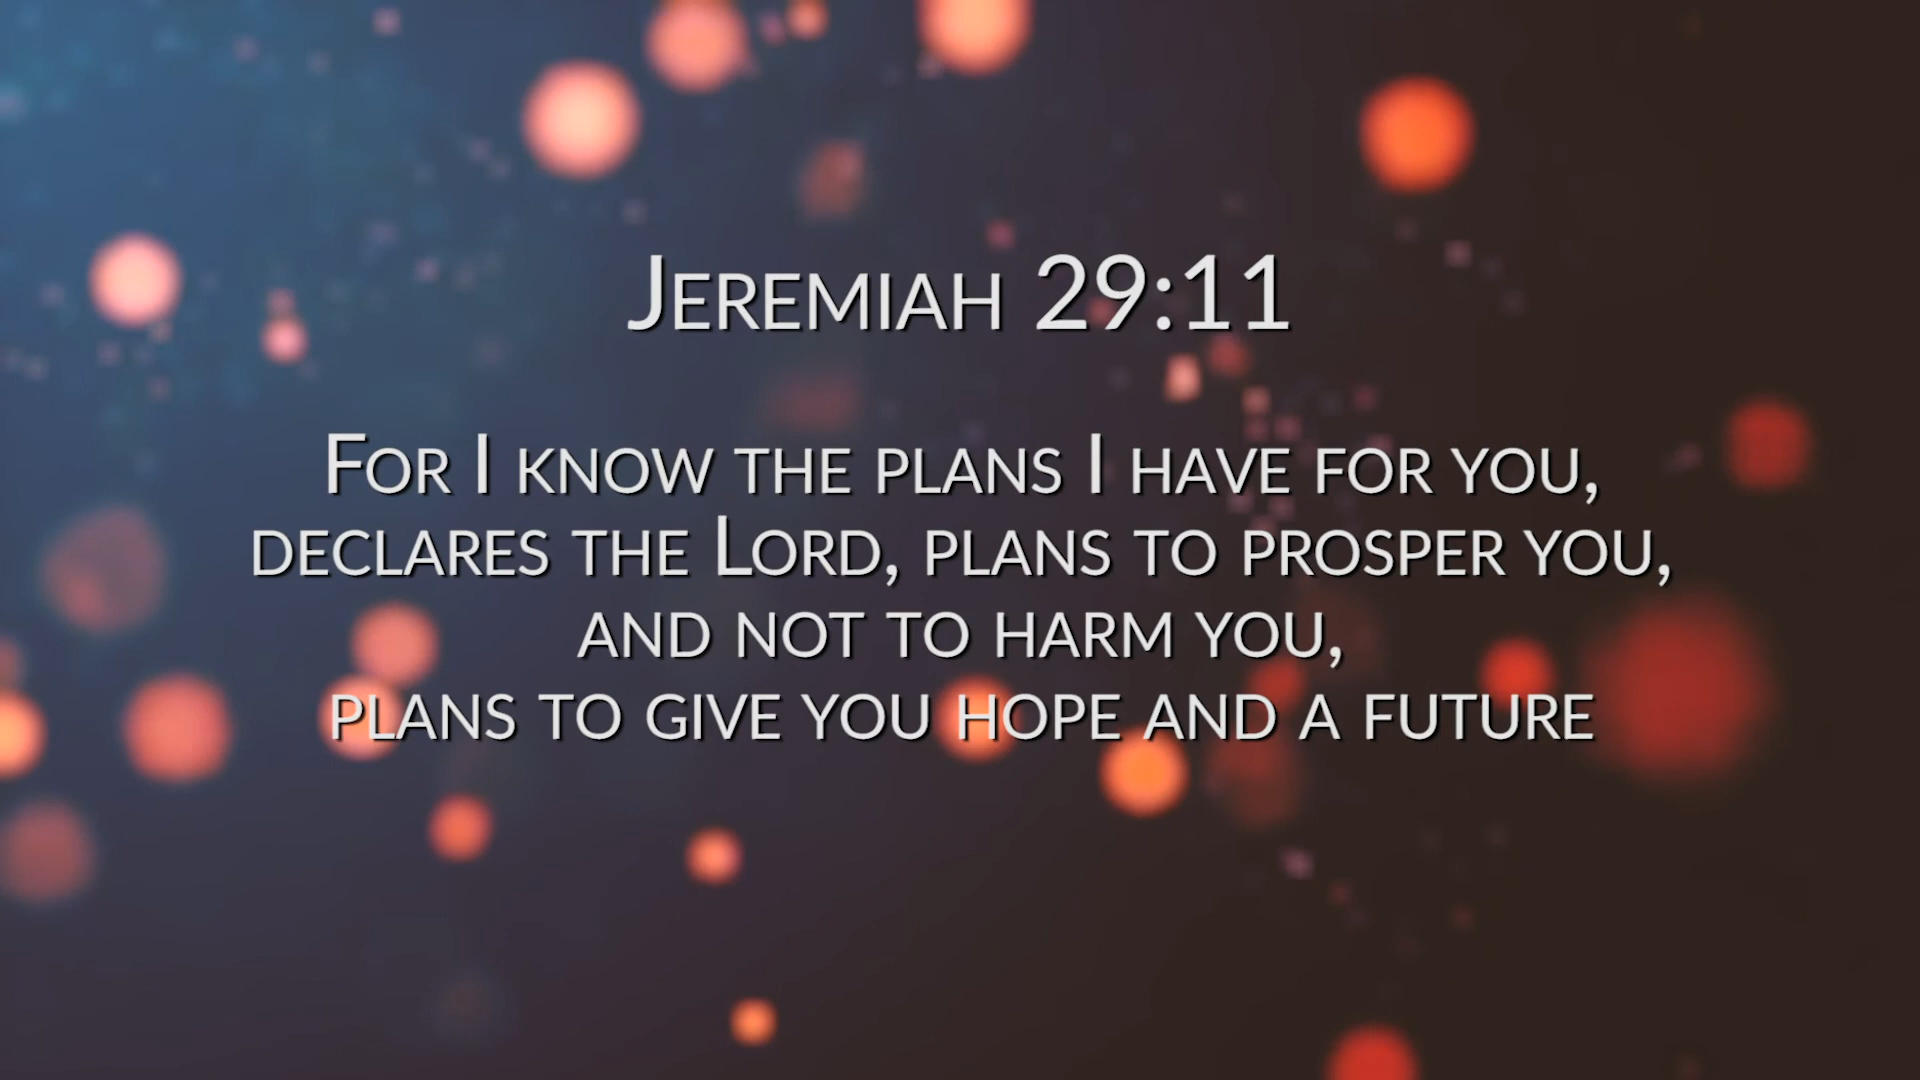 Jeremiah 29:11
For I know the plans I have for you,
declares the Lord, plans to prosper you,
and not to harm you,
plans to give you hope and a future